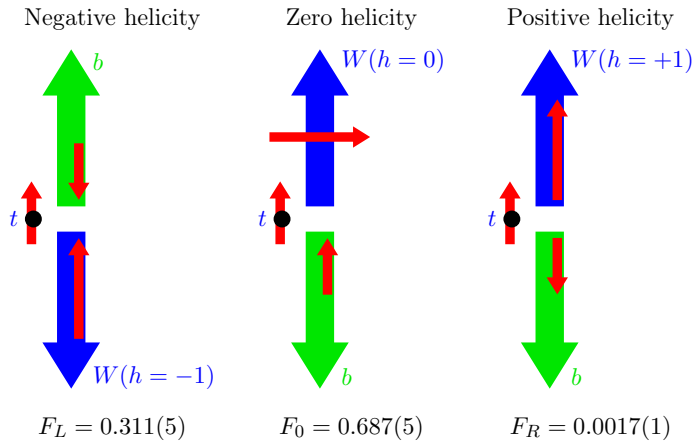 Negative helicity Zero helicity Positive helicity
b W(h = 0) W(h = +1)
t t t
W(h = −1) b b
F_L = 0.311(5) F_0 = 0.687(5) F_R = 0.0017(1)